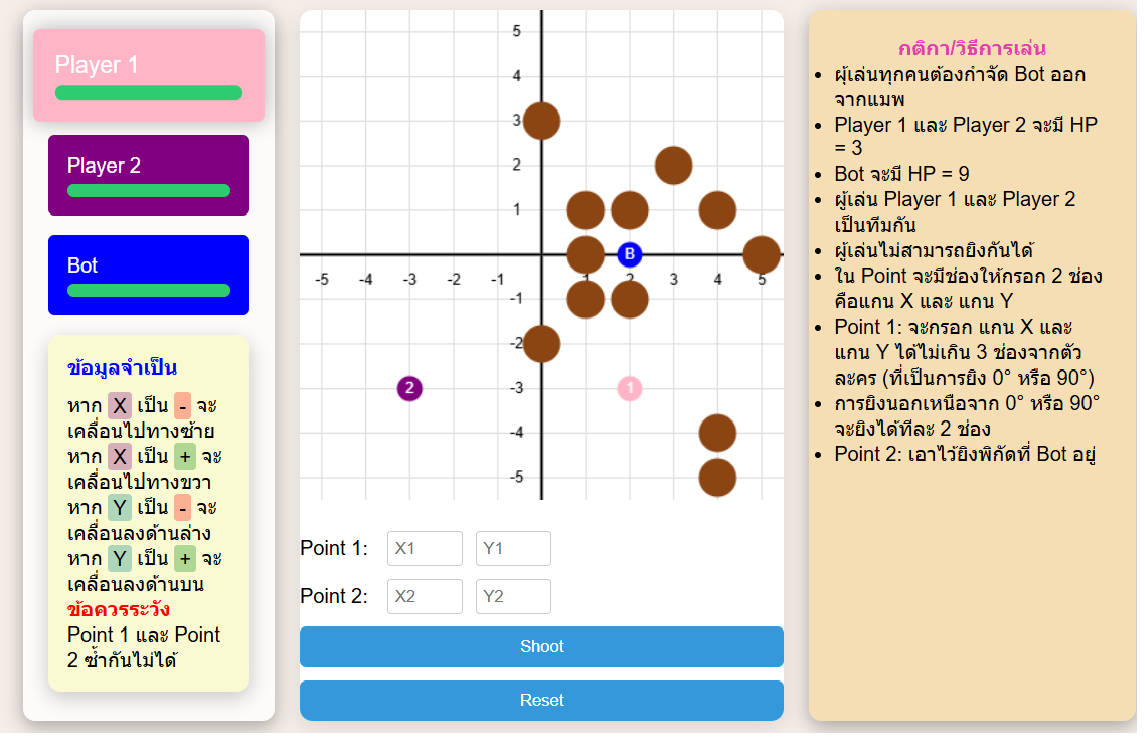 Player 1
Player 2
Bot
ข้อมูลจำเป็น
หาก X เป็น - จะ
เคลื่อนไปทางซ้าย
หาก X เป็น + จะ
เคลื่อนไปทางขวา
หาก Y เป็น - จะ
เคลื่อนลงด้านล่าง
หาก Y เป็น + จะ
เคลื่อนลงด้านบน
ข้อควรระวัง
Point 1 และ Point
2 ซ้ำกันไม่ได้
5
4
3
2
1
B
-5 -4 -3 -2 -1 1 2 3 4 5
-1
-2
2 -3 1
-4
-5
Point 1: X1 Y1
Point 2: X2 Y2
Shoot
Reset
กติกา/วิธีการเล่น
• ผู้เล่นทุกคนต้องกำจัด Bot ออก
จากแมพ
• Player 1 และ Player 2 จะมี HP
= 3
• Bot จะมี HP = 9
• ผู้เล่น Player 1 และ Player 2
เป็นทีมกัน
• ผู้เล่นไม่สามารถยิงกันได้
• ใน Point จะมีช่องให้กรอก 2 ช่อง
คือแกน X และ แกน Y
• Point 1: จะกรอก แกน X และ
แกน Y ได้ไม่เกิน 3 ช่องจากตัว
ละคร (ที่เป็นการยิง 0° หรือ 90°)
• การยิงนอกเหนือจาก 0° หรือ 90°
จะยิงได้ทีละ 2 ช่อง
• Point 2: เอาไว้ยิงพิกัดที่ Bot อยู่